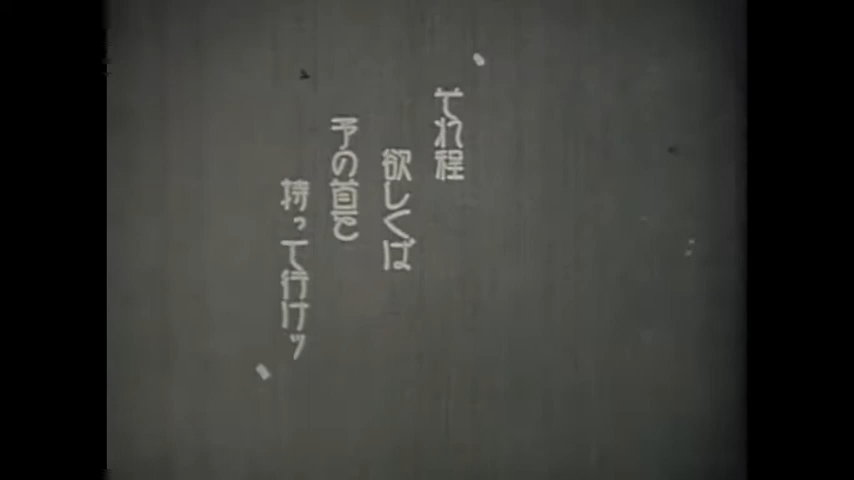 それ程
欲しくば
予の首を
持って行けッ